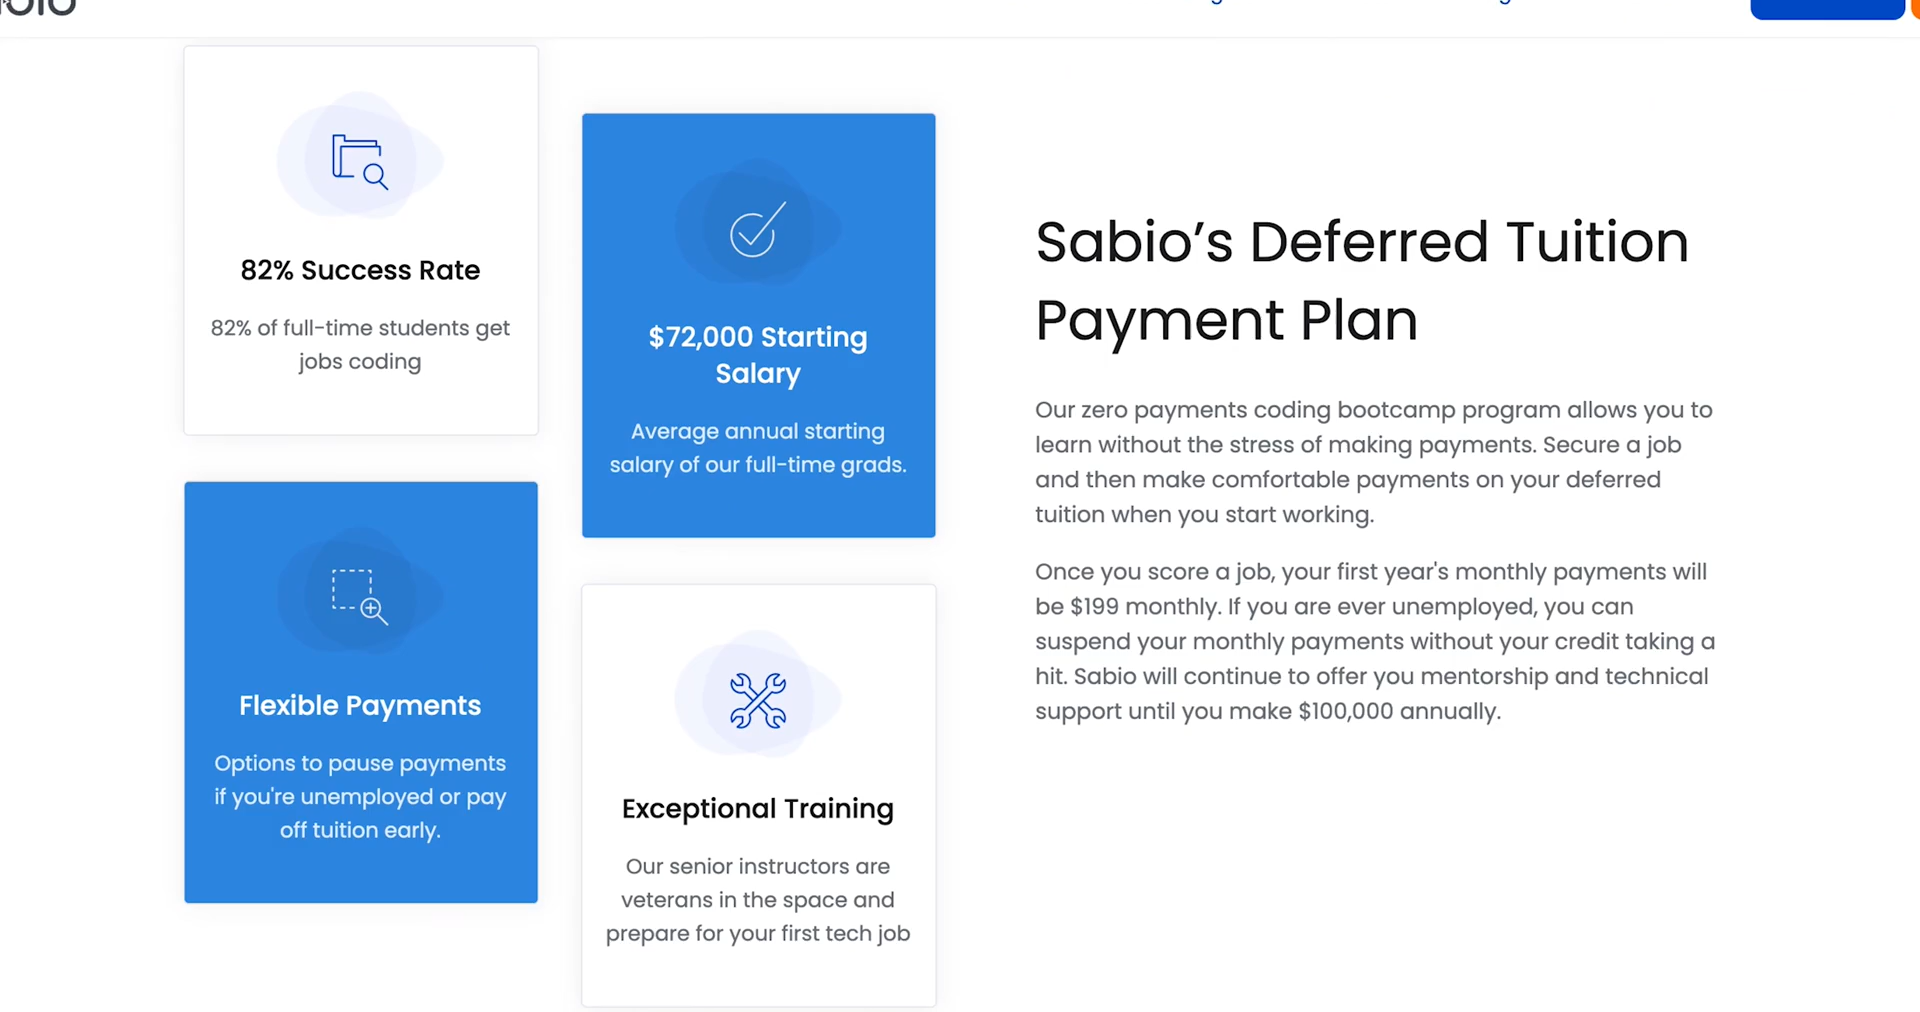 82% Success Rate
82% of full-time students get
jobs coding
$72,000 Starting
Salary
Average annual starting
salary of our full-time grads.
Flexible Payments
Options to pause payments
if you're unemployed or pay
off tuition early.
Exceptional Training
Our senior instructors are
veterans in the space and
prepare for your first tech job
Sabio’s Deferred Tuition
Payment Plan
Our zero payments coding bootcamp program allows you to
learn without the stress of making payments. Secure a job
and then make comfortable payments on your deferred
tuition when you start working.
Once you score a job, your first year's monthly payments will
be $199 monthly. If you are ever unemployed, you can
suspend your monthly payments without your credit taking a
hit. Sabio will continue to offer you mentorship and technical
support until you make $100,000 annually.